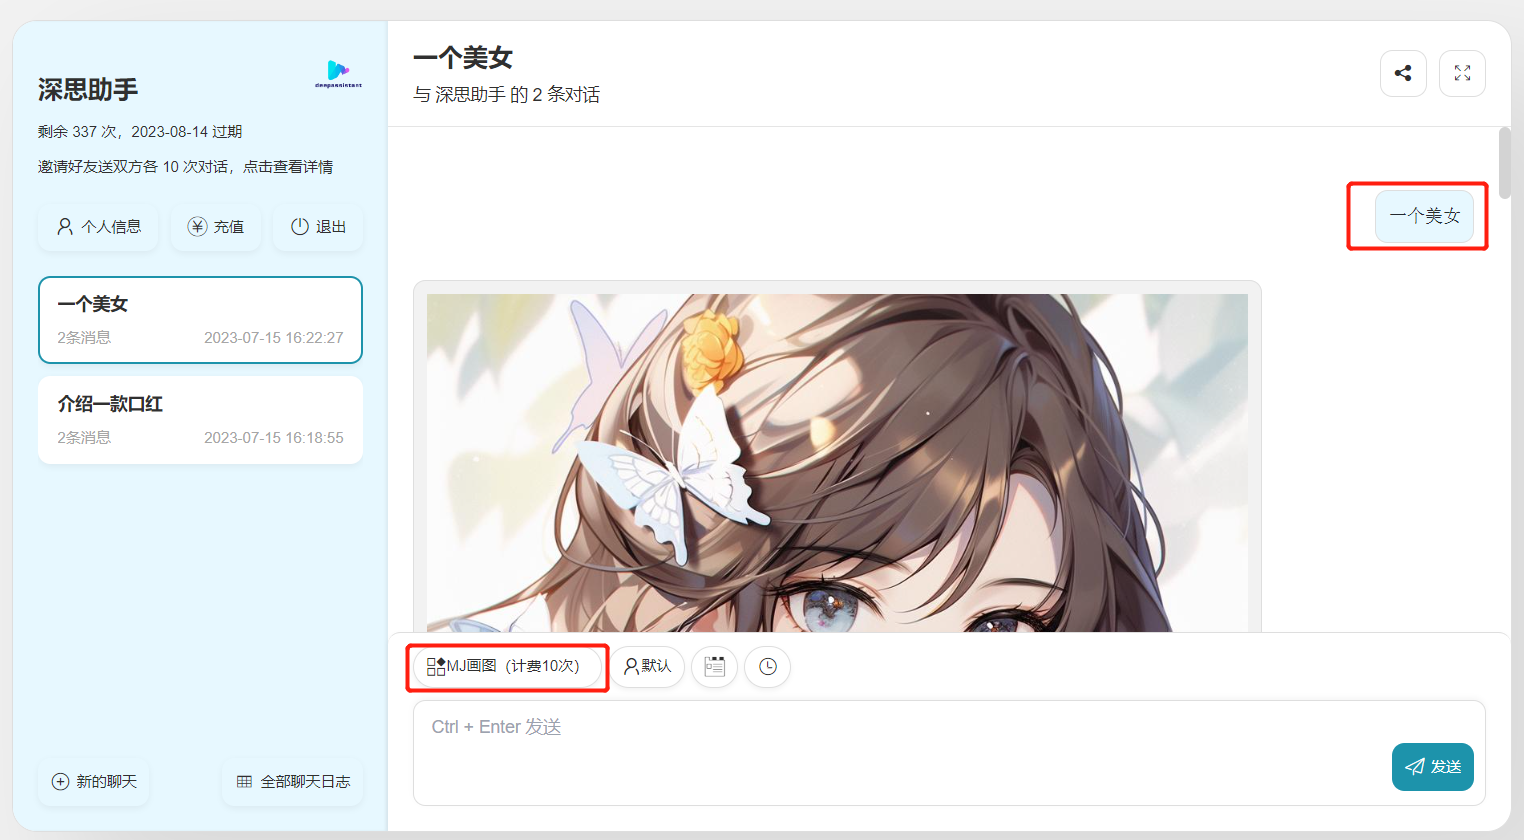 深思助手
deepassistant
剩余 337 次，2023-08-14 过期
邀请好友送双方各 10 次对话，点击查看详情
个人信息
充值
退出
一个美女
2条消息
2023-07-15 16:22:27
介绍一款口红
2条消息
2023-07-15 16:18:55
新的聊天
全部聊天日志
一个美女
与 深思助手 的 2 条对话
一个美女
MJ画图（计费10次）
默认
Ctrl + Enter 发送
发送